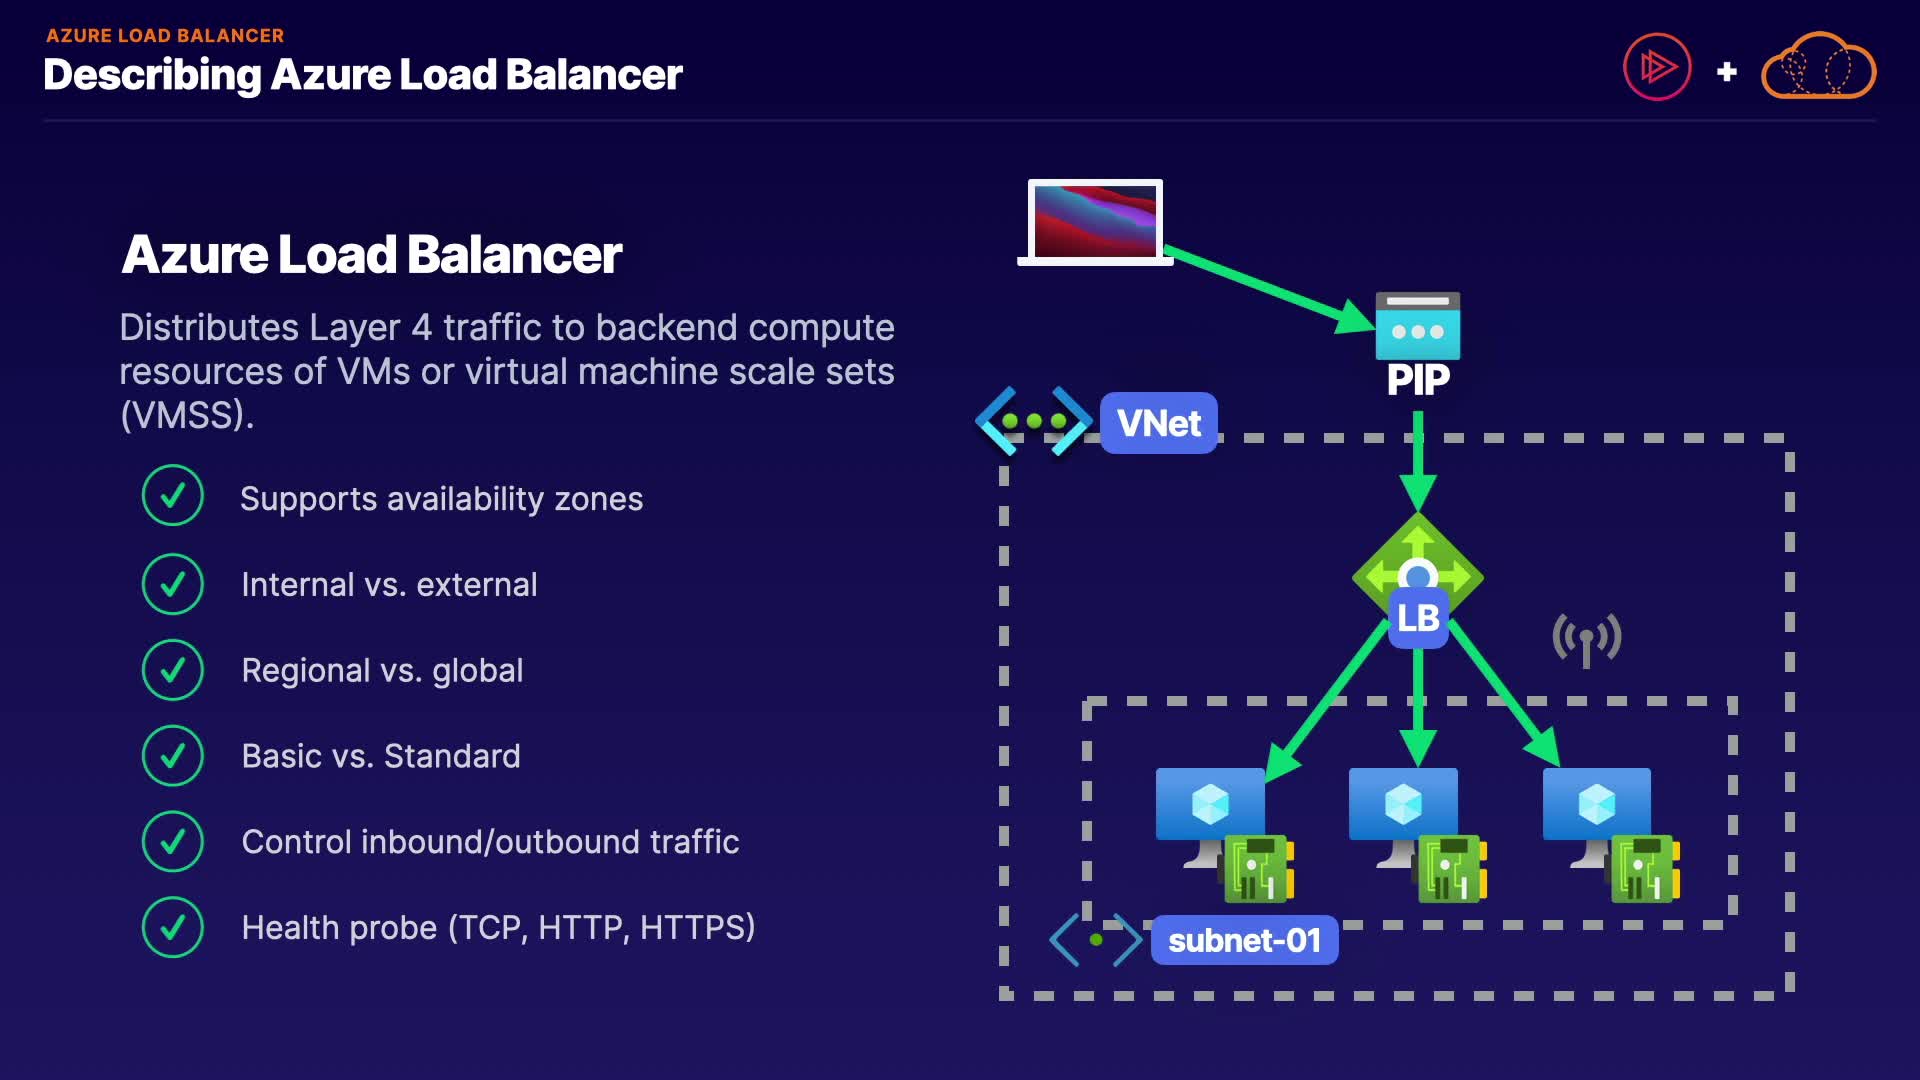 AZURE LOAD BALANCER
Describing Azure Load Balancer
Azure Load Balancer
Distributes Layer 4 traffic to backend compute
resources of VMs or virtual machine scale sets
(VMSS).
Supports availability zones
Internal vs. external
Regional vs. global
Basic vs. Standard
Control inbound/outbound traffic
Health probe (TCP, HTTP, HTTPS)
PIP
VNet
LB
subnet-01